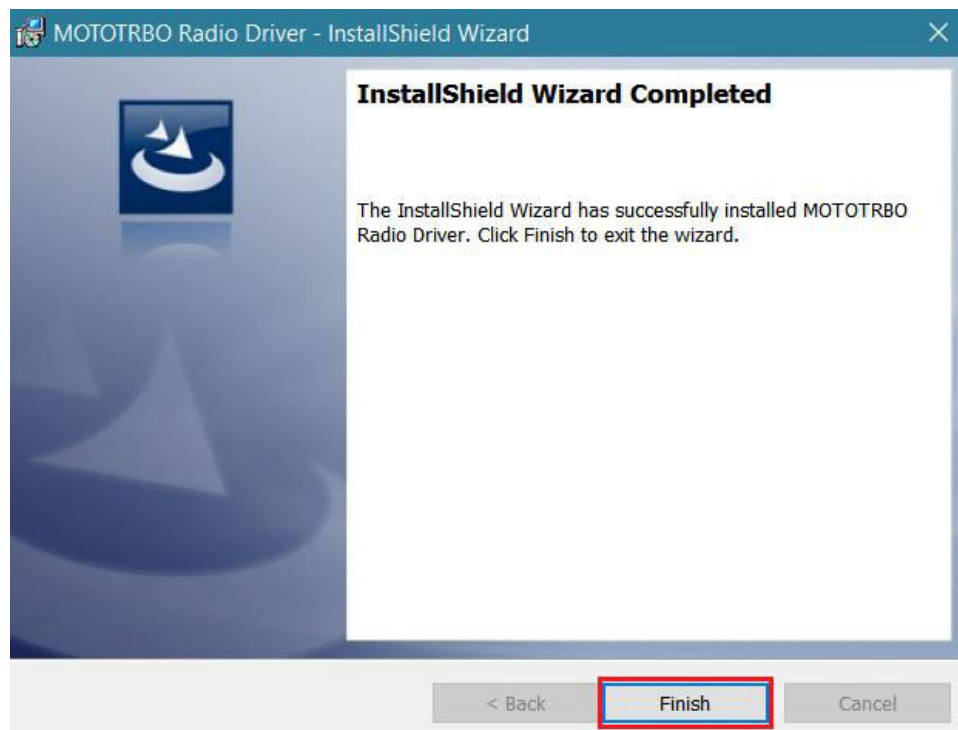 MOTOTRBO Radio Driver - InstallShield Wizard
InstallShield Wizard Completed
The InstallShield Wizard has successfully installed MOTOTRBO
Radio Driver. Click Finish to exit the wizard.
< Back Finish Cancel